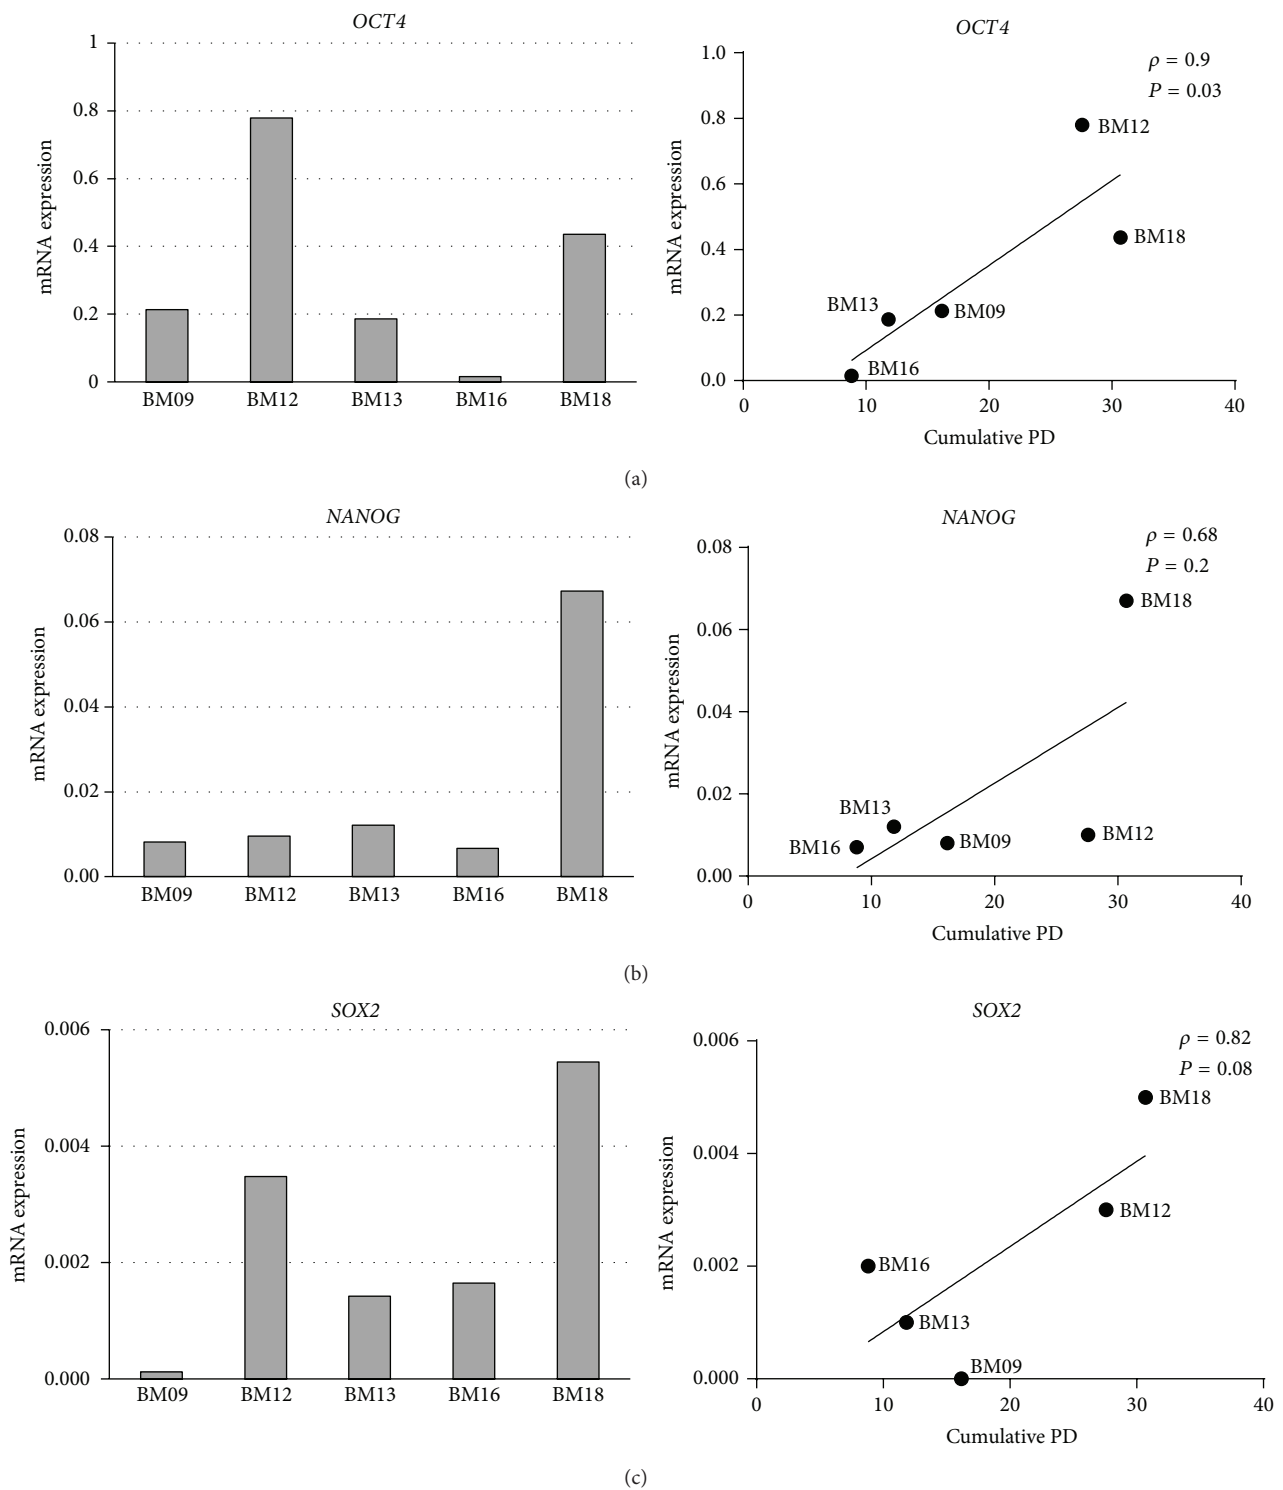 OCT4
1
0.8
0.6
0.4
0.2
0
mRNA expression
BM09 BM12 BM13 BM16 BM18
OCT4
ρ = 0.9
P = 0.03
1.0
0.8
0.6
0.4
0.2
0.0
mRNA expression
BM12
BM18
BM13
BM09
BM16
0 10 20 30 40
Cumulative PD
(a)
NANOG
0.08
0.06
0.04
0.02
0.00
mRNA expression
BM09 BM12 BM13 BM16 BM18
NANOG
ρ = 0.68
P = 0.2
0.08
0.06
0.04
0.02
0.00
mRNA expression
BM18
BM13
BM16
BM09
BM12
0 10 20 30 40
Cumulative PD
(b)
SOX2
0.006
0.004
0.002
0.000
mRNA expression
BM09 BM12 BM13 BM16 BM18
SOX2
ρ = 0.82
P = 0.08
0.006
0.004
0.002
0.000
mRNA expression
BM18
BM12
BM16
BM13
BM09
0 10 20 30 40
Cumulative PD
(c)